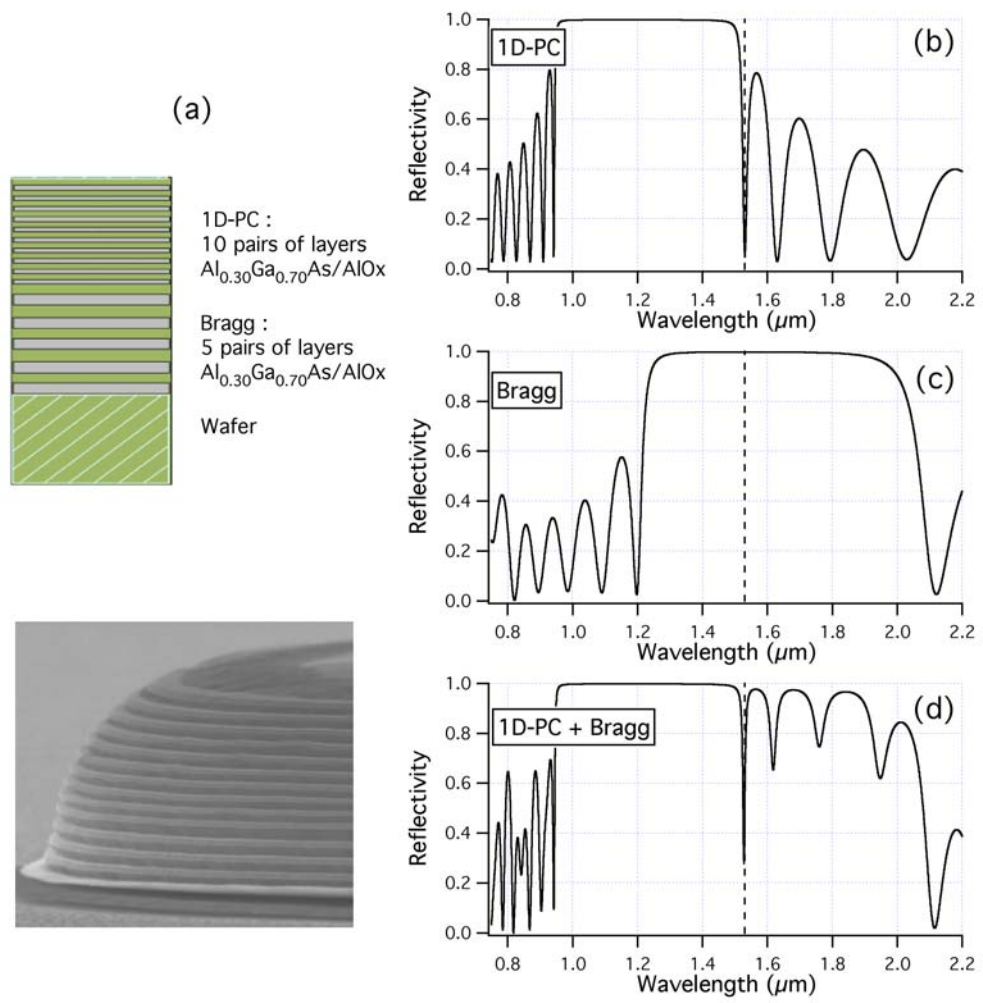 (a)
1D-PC :
10 pairs of layers
Al0.30Ga0.70As/AlOx
Bragg :
5 pairs of layers
Al0.30Ga0.70As/AlOx
Wafer
(b)
1D-PC
Reflectivity
1.0
0.8
0.6
0.4
0.2
0.0
0.8 1.0 1.2 1.4 1.6 1.8 2.0 2.2
Wavelength (µm)
(c)
Bragg
Reflectivity
1.0
0.8
0.6
0.4
0.2
0.0
0.8 1.0 1.2 1.4 1.6 1.8 2.0 2.2
Wavelength (µm)
(d)
1D-PC + Bragg
Reflectivity
1.0
0.8
0.6
0.4
0.2
0.0
0.8 1.0 1.2 1.4 1.6 1.8 2.0 2.2
Wavelength (µm)